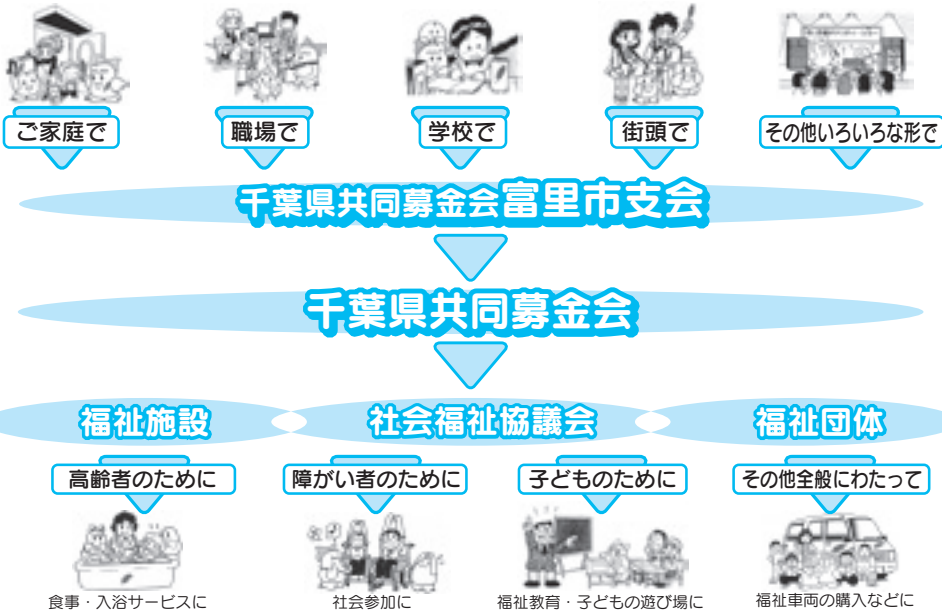 ご家庭で
職場で
学校で
街頭で
その他いろいろな形で
千葉県共同募金会富里市支会
千葉県共同募金会
福祉施設
社会福祉協議会
福祉団体
高齢者のために
障がい者のために
子どものために
その他全般にわたって
食事・入浴サービスに
社会参加に
福祉教育・子どもの遊び場に
福祉車両の購入などに